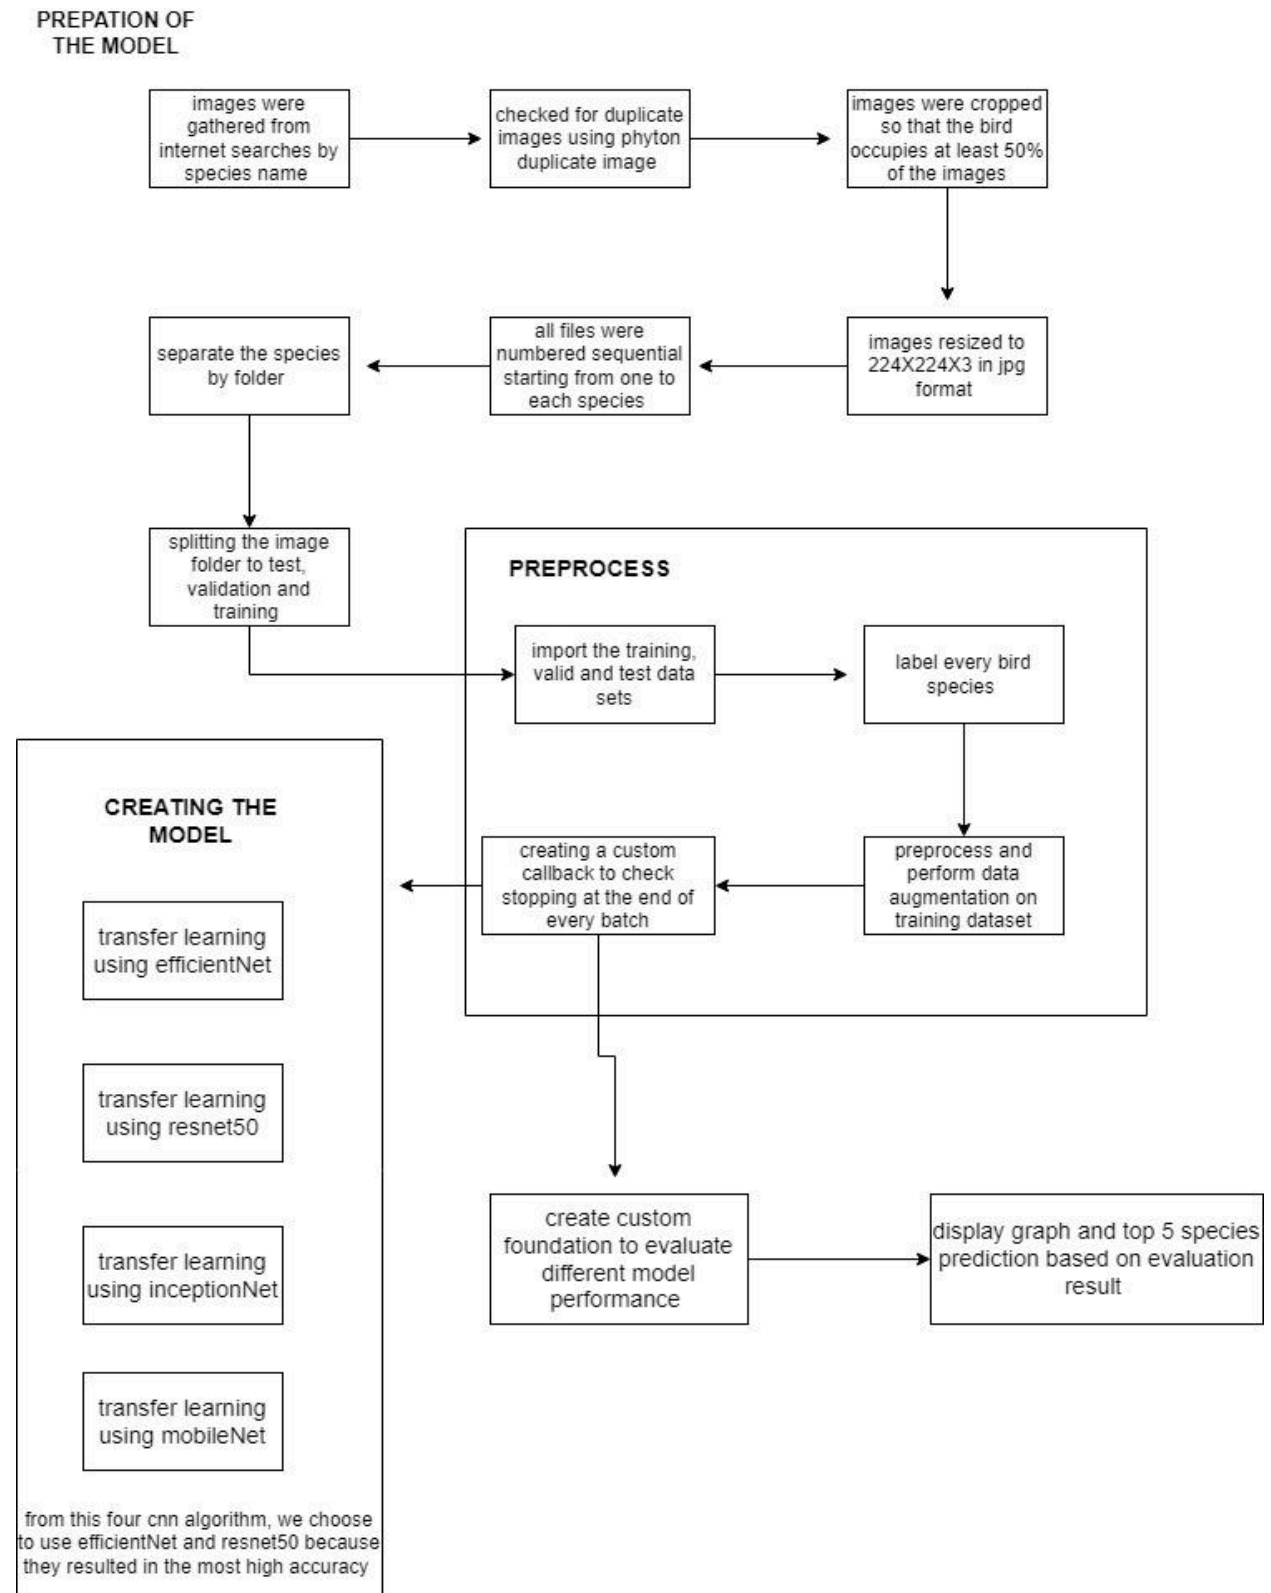 PREPATION OF
THE MODEL
images were
gathered from
internet searches by
species name
checked for duplicate
images using phyton
duplicate image
images were cropped
so that the bird
occupies at least 50%
of the images
images resized to
224X224X3 in jpg
format
all files were
numbered sequential
starting from one to
each species
separate the species
by folder
splitting the image
folder to test,
validation and
training
PREPROCESS
import the training,
valid and test data
sets
label every bird
species
preprocess and
perform data
augmentation on
training dataset
creating a custom
callback to check
stopping at the end of
every batch
CREATING THE
MODEL
transfer learning
using efficientNet
transfer learning
using resnet50
transfer learning
using inceptionNet
transfer learning
using mobileNet
from this four cnn algorithm, we choose
to use efficientNet and resnet50 because
they resulted in the most high accuracy
create custom
foundation to evaluate
different model
performance
display graph and top 5 species
prediction based on evaluation
result